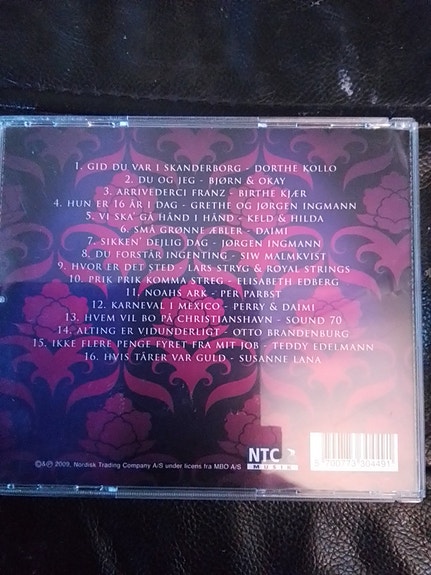 1. GID DU VAR I SKANDERBORG - DORTHE KOLLO
2. DU OG JEG - BJØRN & OKAY
3. ARRIVEDERCI FRANZ - BIRTHE KJÆR
4. HUN ER 16 ÅR I DAG - GRETHE OG JØRGEN INGMANN
5. VI SKA' GÅ HÅND I HÅND - KELD & HILDA
6. SMÅ GRØNNE ÆBLER - DAIMI
7. SIKKEN' DEJLIG DAG - JØRGEN INGMANN
8. DU FORSTÅR INGENTING - SIW MALMKVIST
9. HVOR ER DET STED - LARS STRYG & ROYAL STRINGS
10. PRIK PRIK KOMMA STREG - ELISABETH EDBERG
11. NOAHS ARK - PER PARBST
12. KARNEVAL I MEXICO - PERRY & DAIMI
13. HVEM VIL BO PÅ CHRISTIANSHAVN - SOUND 70
14. ALTING ER VIDUNDERLIGT - OTTO BRANDENBURG
15. IKKE FLERE PENGE FYRET FRA MIT JOB - TEDDY EDELMANN
16. HVIS TÅRER VAR GULD - SUSANNE LANA
©&℗ 2009, Nordisk Trading Company A/S under licens fra MBO A/S
NTC
MUSIK
5700773304491